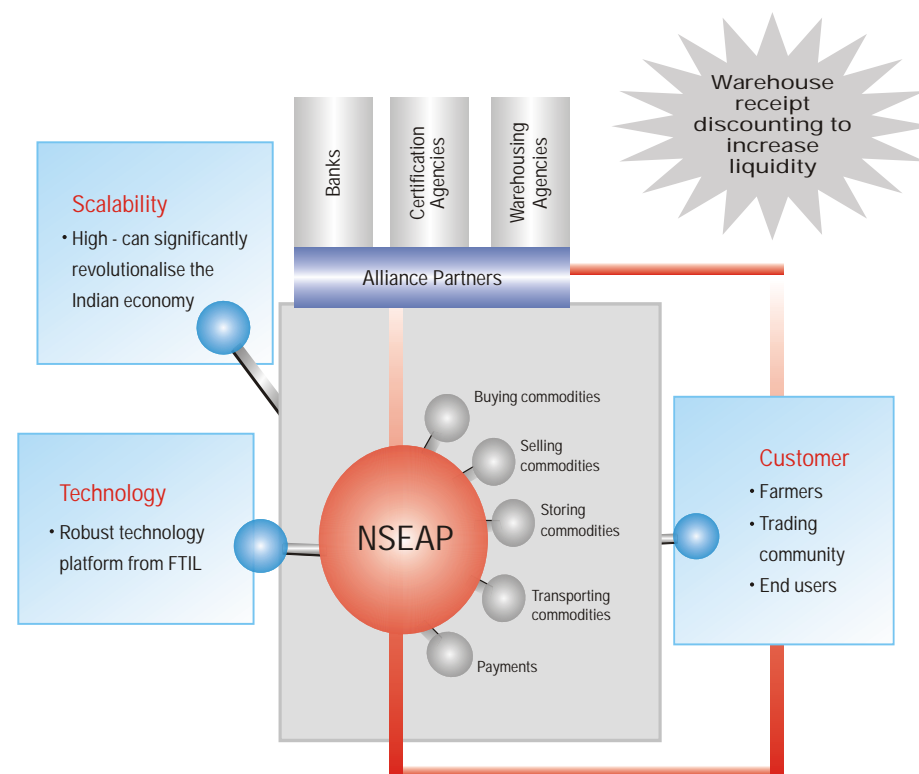 Warehouse
receipt
discounting to
increase
liquidity
Banks
Certification
Agencies
Warehousing
Agencies
Alliance Partners
Scalability
• High - can significantly
revolutionalise the
Indian economy
Technology
• Robust technology
platform from FTIL
NSEAP
Buying commodities
Selling
commodities
Storing
commodities
Transporting
commodities
Payments
Customer
• Farmers
• Trading
community
• End users